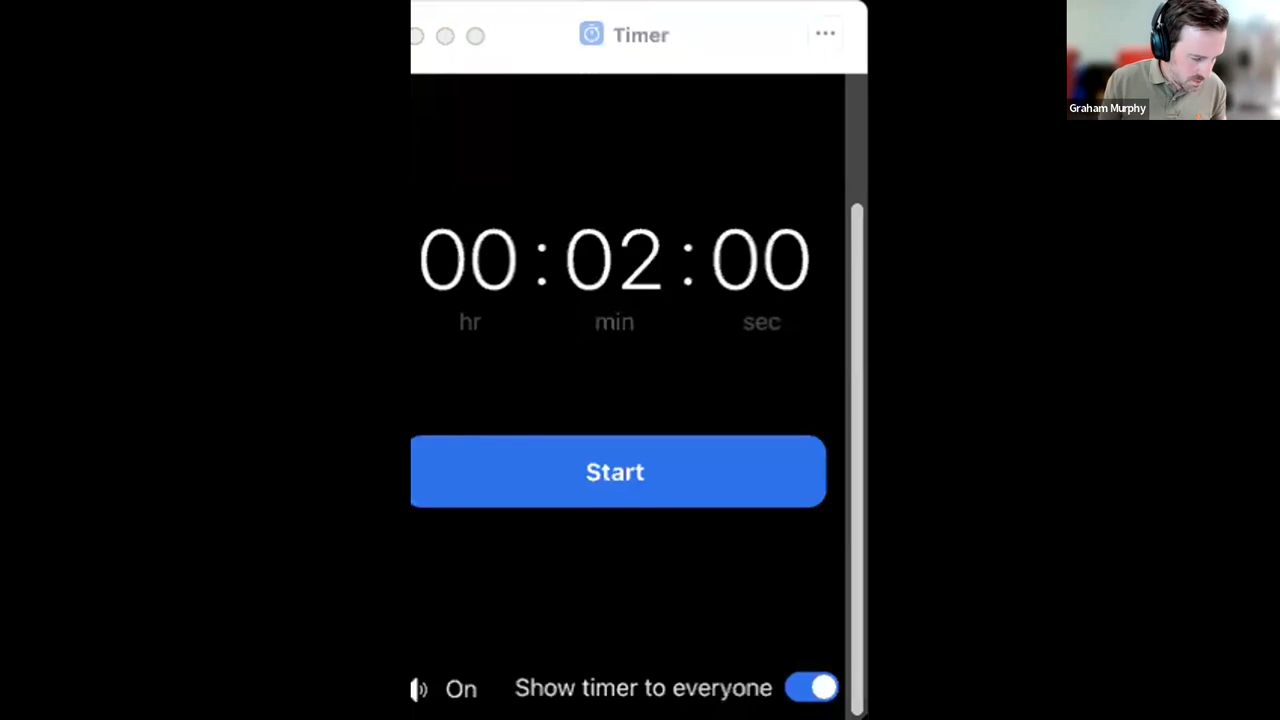 Timer
Graham Murphy
00 : 02 : 00
hr min sec
Start
On Show timer to everyone